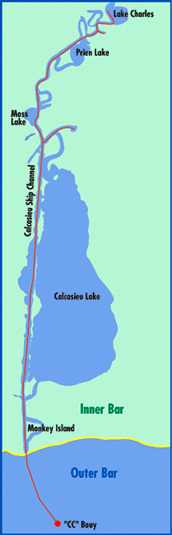 Lake Charles
Prien Lake
Moss
Lake
Calcasieu Ship Channel
Calcasieu Lake
Inner Bar
Monkey Island
Outer Bar
"CC" Bouy